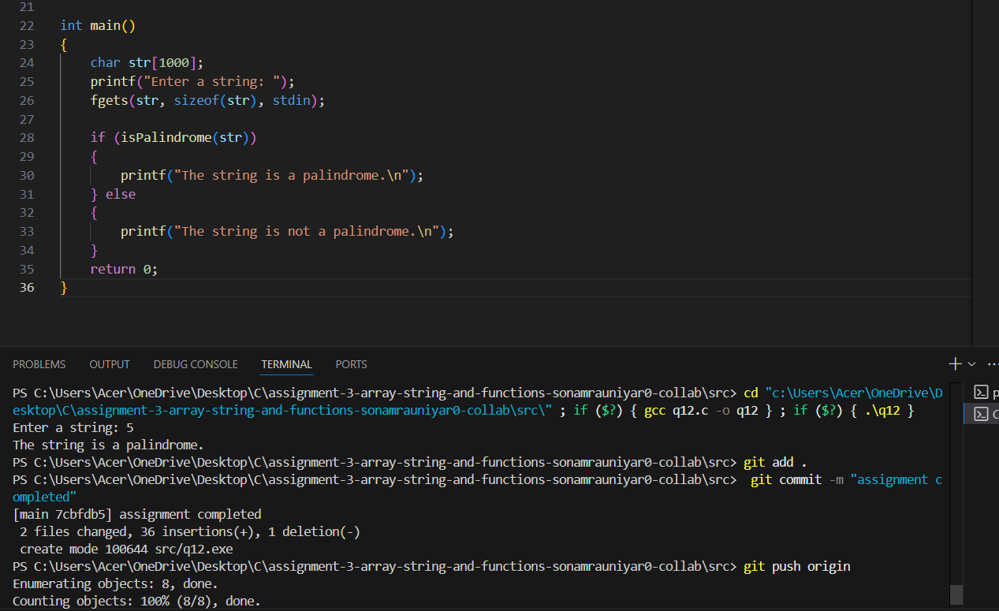 21
22 int main()
23 {
24 char str[1000];
25 printf("Enter a string: ");
26 fgets(str, sizeof(str), stdin);
27
28 if (isPalindrome(str))
29 {
30 printf("The string is a palindrome.\n");
31 } else
32 {
33 printf("The string is not a palindrome.\n");
34 }
35 return 0;
36 }
PROBLEMS OUTPUT DEBUG CONSOLE TERMINAL PORTS
PS C:\Users\Acer\OneDrive\Desktop\C\assignment-3-array-string-and-functions-sonamrauniyar0-collab\src> cd "c:\Users\Acer\OneDrive\D
esktop\C\assignment-3-array-string-and-functions-sonamrauniyar0-collab\src\" ; if ($?) { gcc q12.c -o q12 } ; if ($?) { .\q12 }
Enter a string: 5
The string is a palindrome.
PS C:\Users\Acer\OneDrive\Desktop\C\assignment-3-array-string-and-functions-sonamrauniyar0-collab\src> git add .
PS C:\Users\Acer\OneDrive\Desktop\C\assignment-3-array-string-and-functions-sonamrauniyar0-collab\src>  git commit -m "assignment c
ompleted"
[main 7cbfdb5] assignment completed
 2 files changed, 36 insertions(+), 1 deletion(-)
 create mode 100644 src/q12.exe
PS C:\Users\Acer\OneDrive\Desktop\C\assignment-3-array-string-and-functions-sonamrauniyar0-collab\src> git push origin
Enumerating objects: 8, done.
Counting objects: 100% (8/8), done.